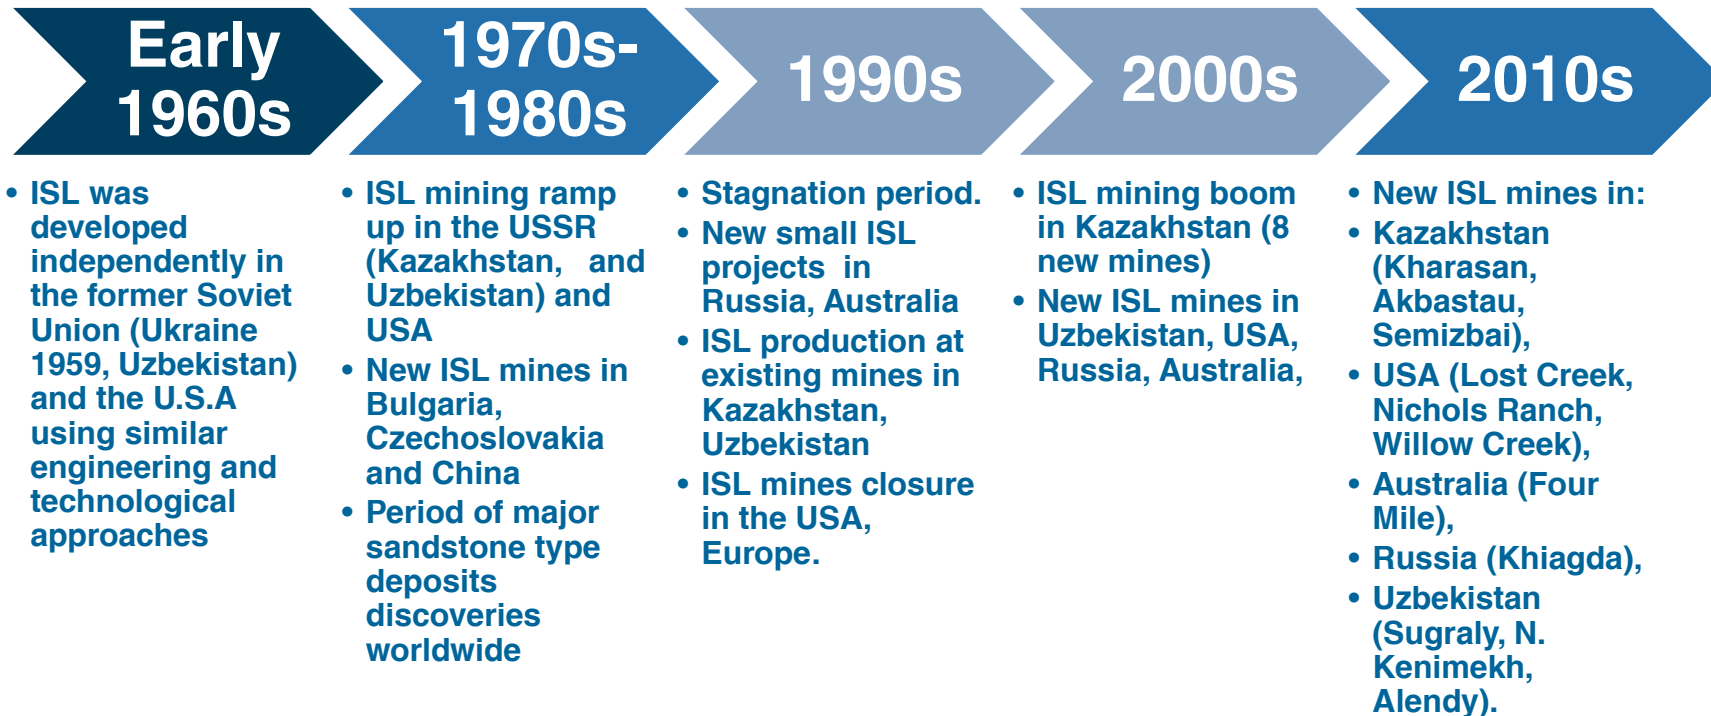 Early
1960s
1970s-
1980s
1990s
2000s
2010s
• ISL was
developed
independently in
the former Soviet
Union (Ukraine
1959, Uzbekistan)
and the U.S.A
using similar
engineering and
technological
approaches
• ISL mining ramp
up in the USSR
(Kazakhstan, and
Uzbekistan) and
USA
• New ISL mines in
Bulgaria,
Czechoslovakia
and China
• Period of major
sandstone type
deposits
discoveries
worldwide
• Stagnation period.
• New small ISL
projects in
Russia, Australia
• ISL production at
existing mines in
Kazakhstan,
Uzbekistan
• ISL mines closure
in the USA,
Europe.
• ISL mining boom
in Kazakhstan (8
new mines)
• New ISL mines in
Uzbekistan, USA,
Russia, Australia,
• New ISL mines in:
• Kazakhstan
(Kharasan,
Akbastau,
Semizbai),
• USA (Lost Creek,
Nichols Ranch,
Willow Creek),
• Australia (Four
Mile),
• Russia (Khiagda),
• Uzbekistan
(Sugraly, N.
Kenimekh,
Alendy).